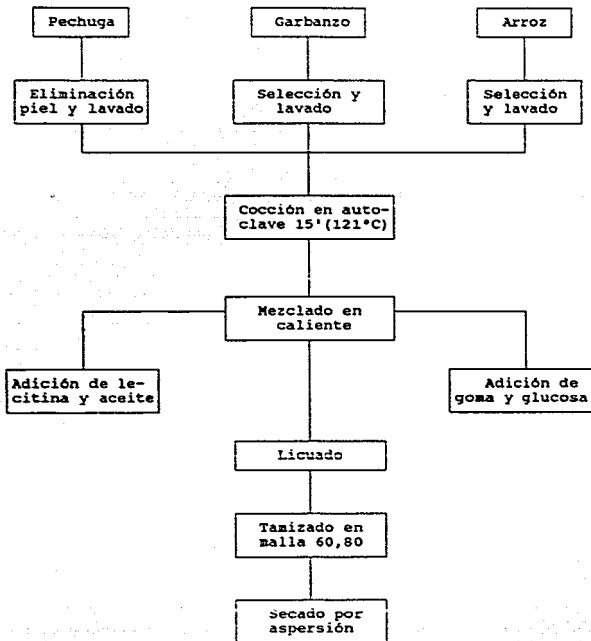 Pechuga
Garbanzo
Arroz
Eliminación
piel y lavado
Selección y
lavado
Selección
y lavado
Cocción en auto-
clave 15'(121°C)
Mezclado en
caliente
Adición de le-
citina y aceite
Adición de
goma y glucosa
Licuado
Tamizado en
malla 60,80
Secado por
aspersión